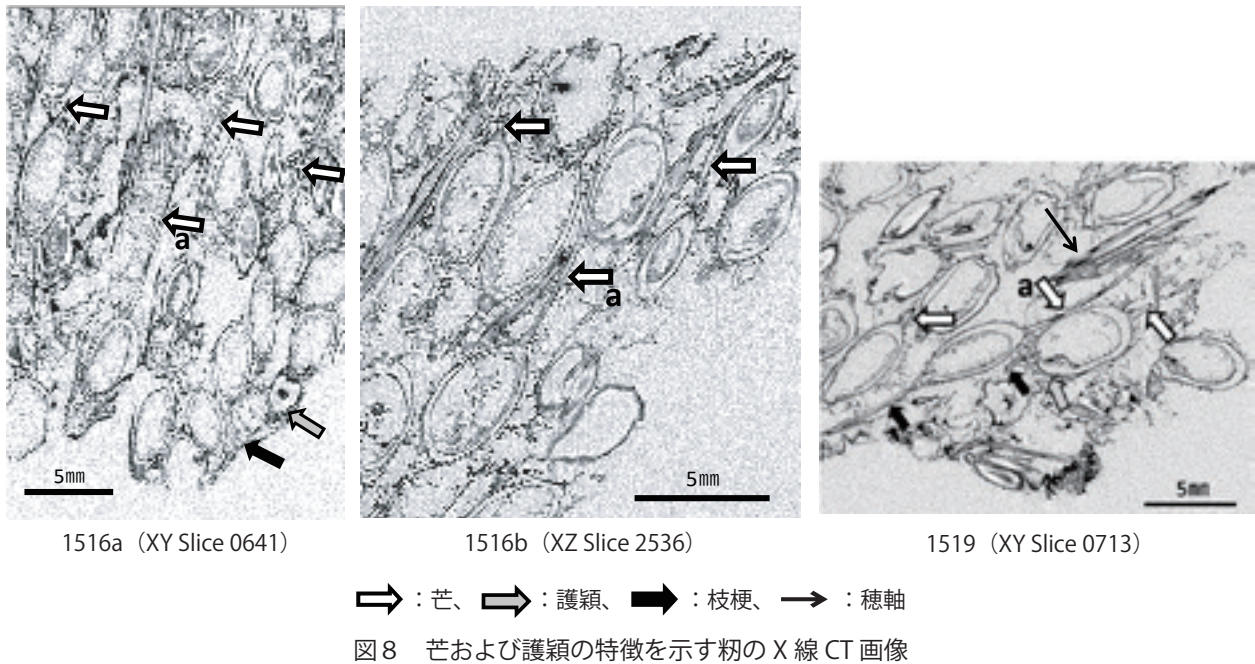 a
5㎜
a
5㎜
a
5㎜
1516a（XY Slice 0641）
1516b（XZ Slice 2536）
1519（XY Slice 0713）
：芒、 ：護穎、 ：枝梗、 ：穂軸
図８　芒および護穎の特徴を示す籾の X 線 CT 画像